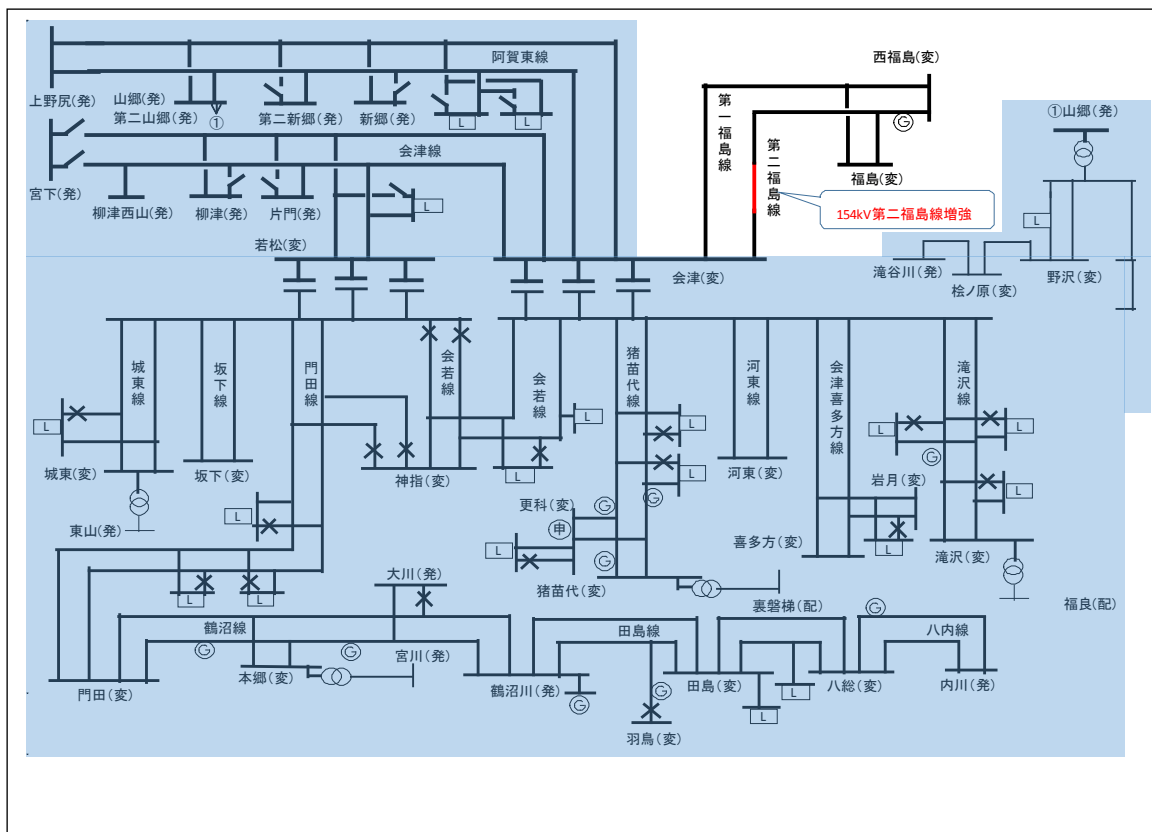 阿賀東線
西福島(変)
上野尻(発)
山郷(発)
第二山郷(発)
①
第二新郷(発)
新郷(発)
L
L
第一福島線
G
①山郷(発)
会津線
第二福島線
福島(変)
宮下(発)
柳津西山(発)
柳津(発)
片門(発)
L
154kV第二福島線増強
L
若松(変)
会津(変)
滝谷川(発)
桧ノ原(変)
野沢(変)
城東線
坂下線
門田線
会若線
会若線
猪苗代線
河東線
会津喜多方線
滝沢線
L
L
L
L
L
L
G
城東(変)
坂下(変)
神指(変)
L
L
河東(変)
岩月(変)
L
東山(発)
更科(変)
G
G
L
申
喜多方(変)
L
滝沢(変)
L
G
大川(発)
猪苗代(変)
裏磐梯(配)
福良(配)
L
L
G
鶴沼線
G
G
宮川(発)
田島線
八内線
門田(変)
本郷(変)
鶴沼川(発)
G
G
田島(変)
L
八総(変)
内川(発)
L
羽鳥(変)